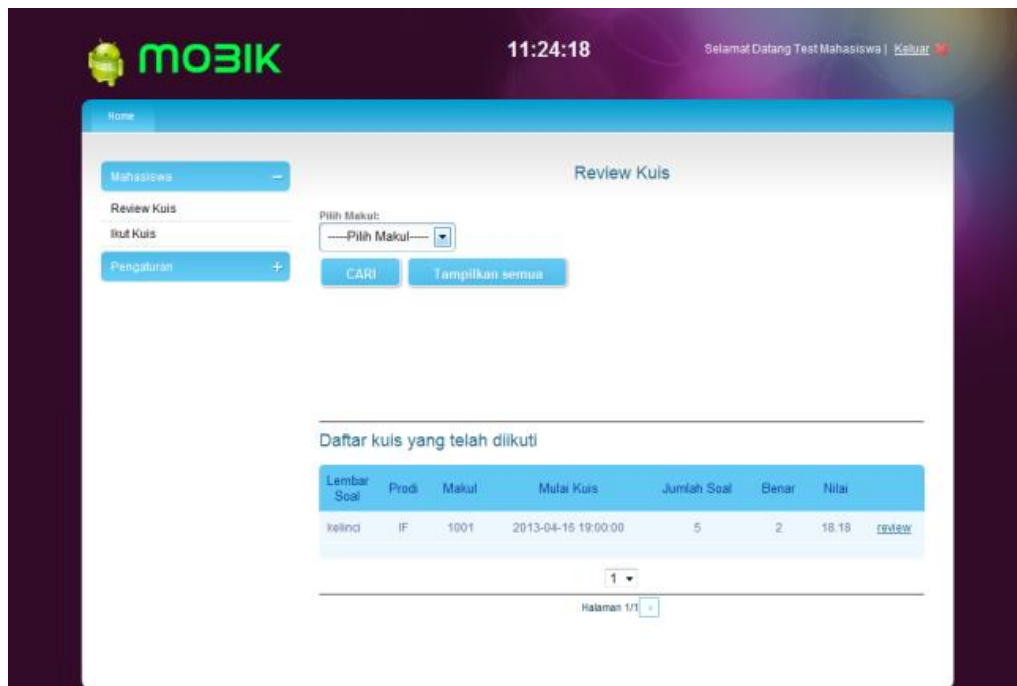 MOBIK
11:24:18
Selamat Datang Test Mahasiswa | Keluar
Home
Mahasiswa −
Review Kuis
Ikut Kuis
Pengaturan +
Review Kuis
Pilih Makul:
-----Pilih Makul-----
CARI Tampilkan semua
Daftar kuis yang telah diikuti
Lembar Soal Prodi Makul Mulai Kuis Jumlah Soal Benar Nilai
kelinci IF 1001 2013-04-16 19:00:00 5 2 18.18 review
1
Halaman 1/1